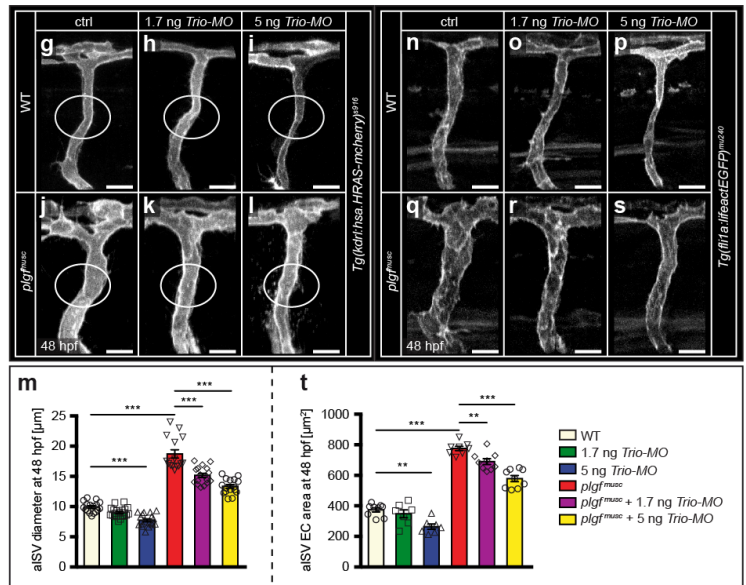 ctrl 1.7 ng Trio-MO 5 ng Trio-MO
g h i
WT
j k l
plgf musc
48 hpf
Tg(kdrl:hsa.HRAS-mcherry)s916
ctrl 1.7 ng Trio-MO 5 ng Trio-MO
n o p
WT
q r s
plgf musc
48 hpf
Tg(fli1a:lifeactEGFP)mu240
m
aISV diameter at 48 hpf [µm]
25
20
15
10
5
0
***
***
***
***
t
aISV EC area at 48 hpf [µm²]
1000
800
600
400
200
0
***
**
***
**
WT
1.7 ng Trio-MO
5 ng Trio-MO
plgf musc
plgf musc + 1.7 ng Trio-MO
plgf musc + 5 ng Trio-MO